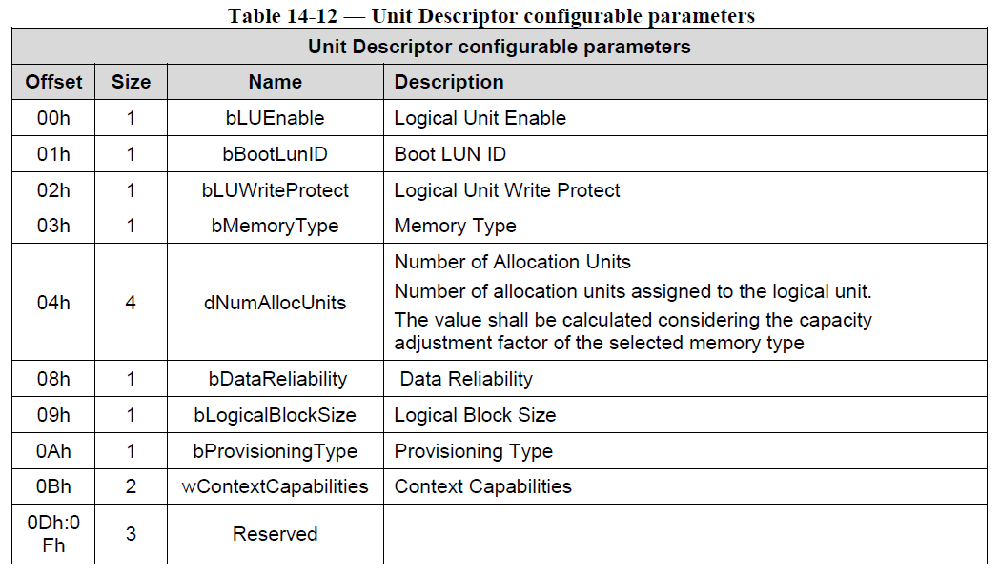 Table 14-12 — Unit Descriptor configurable parameters
Unit Descriptor configurable parameters
Offset Size Name Description
00h 1 bLUEnable Logical Unit Enable
01h 1 bBootLunID Boot LUN ID
02h 1 bLUWriteProtect Logical Unit Write Protect
03h 1 bMemoryType Memory Type
04h 4 dNumAllocUnits Number of Allocation Units
Number of allocation units assigned to the logical unit.
The value shall be calculated considering the capacity
adjustment factor of the selected memory type
08h 1 bDataReliability Data Reliability
09h 1 bLogicalBlockSize Logical Block Size
0Ah 1 bProvisioningType Provisioning Type
0Bh 2 wContextCapabilities Context Capabilities
0Dh:0
Fh 3 Reserved